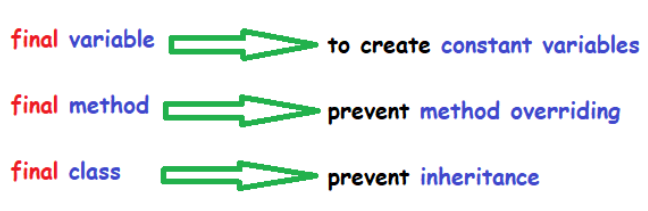 final variable to create constant variables
final method prevent method overriding
final class prevent inheritance